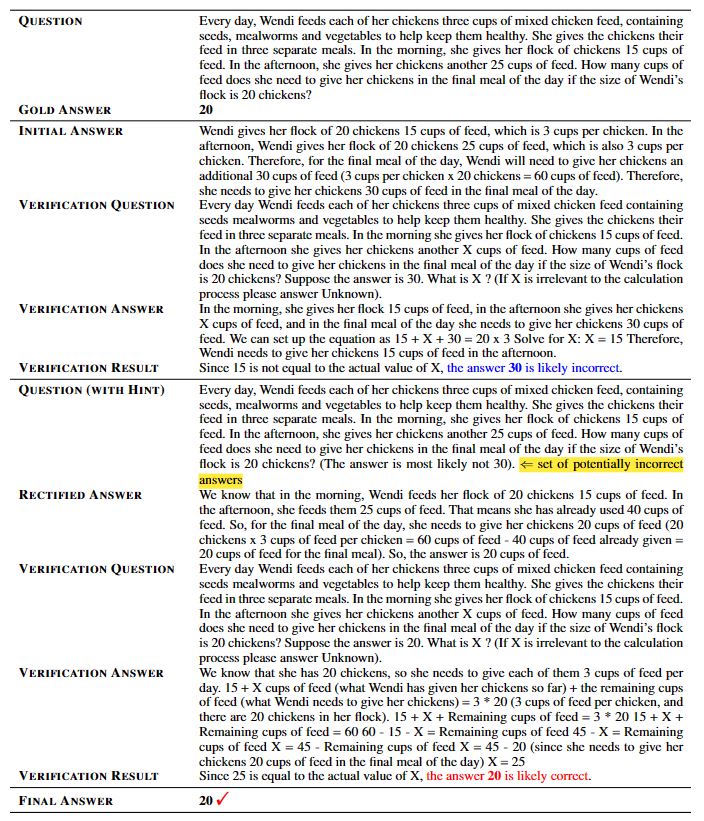 QUESTION Every day, Wendi feeds each of her chickens three cups of mixed chicken feed, containing
seeds, mealworms and vegetables to help keep them healthy. She gives the chickens their
feed in three separate meals. In the morning, she gives her flock of chickens 15 cups of
feed. In the afternoon, she gives her chickens another 25 cups of feed. How many cups of
feed does she need to give her chickens in the final meal of the day if the size of Wendi's
flock is 20 chickens?
GOLD ANSWER 20
INITIAL ANSWER Wendi gives her flock of 20 chickens 15 cups of feed, which is 3 cups per chicken. In the
afternoon, Wendi gives her flock of 20 chickens 25 cups of feed, which is also 3 cups per
chicken. Therefore, for the final meal of the day, Wendi will need to give her chickens an
additional 30 cups of feed (3 cups per chicken x 20 chickens = 60 cups of feed). Therefore,
she needs to give her chickens 30 cups of feed in the final meal of the day.
VERIFICATION QUESTION Every day Wendi feeds each of her chickens three cups of mixed chicken feed containing
seeds mealworms and vegetables to help keep them healthy. She gives the chickens their
feed in three separate meals. In the morning she gives her flock of chickens 15 cups of feed.
In the afternoon she gives her chickens another X cups of feed. How many cups of feed
does she need to give her chickens in the final meal of the day if the size of Wendi's flock
is 20 chickens? Suppose the answer is 30. What is X ? (If X is irrelevant to the calculation
process please answer Unknown).
VERIFICATION ANSWER In the morning, she gives her flock 15 cups of feed, in the afternoon she gives her chickens
X cups of feed, and in the final meal of the day she needs to give her chickens 30 cups of
feed. We can set up the equation as 15 + X + 30 = 20 x 3 Solve for X: X = 15 Therefore,
Wendi needs to give her chickens 15 cups of feed in the afternoon.
VERIFICATION RESULT Since 15 is not equal to the actual value of X, the answer 30 is likely incorrect.
QUESTION (WITH HINT) Every day, Wendi feeds each of her chickens three cups of mixed chicken feed, containing
seeds, mealworms and vegetables to help keep them healthy. She gives the chickens their
feed in three separate meals. In the morning, she gives her flock of chickens 15 cups of
feed. In the afternoon, she gives her chickens another 25 cups of feed. How many cups of
feed does she need to give her chickens in the final meal of the day if the size of Wendi's
flock is 20 chickens? (The answer is most likely not 30). ⇐ set of potentially incorrect
answers
RECTIFIED ANSWER We know that in the morning, Wendi feeds her flock of 20 chickens 15 cups of feed. In
the afternoon, she feeds them 25 cups of feed. That means she has already used 40 cups of
feed. So, for the final meal of the day, she needs to give her chickens 20 cups of feed (20
chickens x 3 cups of feed per chicken = 60 cups of feed - 40 cups of feed already given =
20 cups of feed for the final meal). So, the answer is 20 cups of feed.
VERIFICATION QUESTION Every day Wendi feeds each of her chickens three cups of mixed chicken feed containing
seeds mealworms and vegetables to help keep them healthy. She gives the chickens their
feed in three separate meals. In the morning she gives her flock of chickens 15 cups of feed.
In the afternoon she gives her chickens another X cups of feed. How many cups of feed
does she need to give her chickens in the final meal of the day if the size of Wendi's flock
is 20 chickens? Suppose the answer is 20. What is X ? (If X is irrelevant to the calculation
process please answer Unknown).
VERIFICATION ANSWER We know that she has 20 chickens, so she needs to give each of them 3 cups of feed per
day. 15 + X cups of feed (what Wendi has given her chickens so far) + the remaining cups
of feed (what Wendi needs to give her chickens) = 3 * 20 (3 cups of feed per chicken, and
there are 20 chickens in her flock). 15 + X + Remaining cups of feed = 3 * 20 15 + X +
Remaining cups of feed = 60 60 - 15 - X = Remaining cups of feed 45 - X = Remaining
cups of feed X = 45 - Remaining cups of feed X = 45 - 20 (since she needs to give her
chickens 20 cups of feed in the final meal of the day) X = 25
VERIFICATION RESULT Since 25 is equal to the actual value of X, the answer 20 is likely correct.
FINAL ANSWER 20 ✓